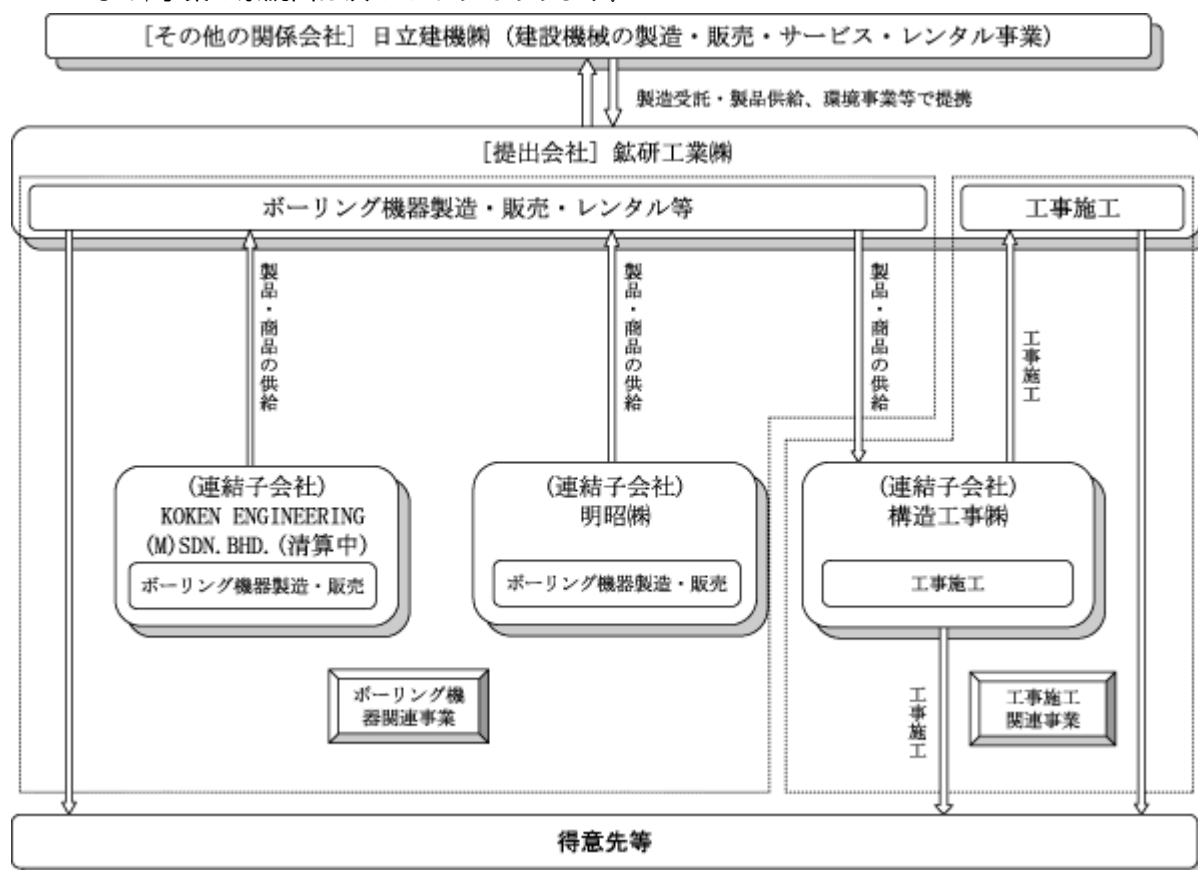 [その他の関係会社] 日立建機㈱（建設機械の製造・販売・サービス・レンタル事業）
製造受託・製品供給、環境事業等で提携
[提出会社] 鉱研工業㈱
ボーリング機器製造・販売・レンタル等
工事施工
製品・商品の供給
製品・商品の供給
製品・商品の供給
工事施工
(連結子会社)
KOKEN ENGINEERING
(M)SDN.BHD.(清算中)
ボーリング機器製造・販売
(連結子会社)
明昭㈱
ボーリング機器製造・販売
(連結子会社)
構造工事㈱
工事施工
ボーリング機
器関連事業
工事施工
工事施工
関連事業
得意先等